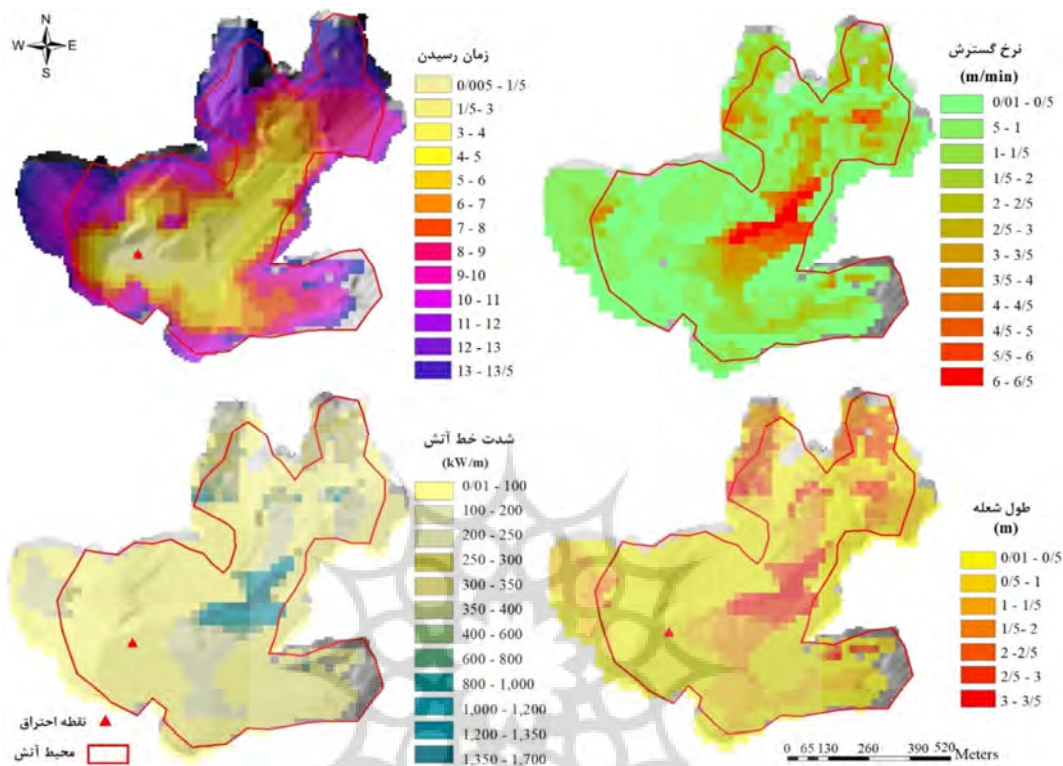 N
W E
S
زمان رسیدن
0/005 - 1/5
1/5- 3
3 - 4
4- 5
5 - 6
6 - 7
7 - 8
8 - 9
9-10
10 - 11
11 - 12
12 - 13
13 - 13/5
نرخ گسترش
(m/min)
0/01 - 0/5
5 - 1
1- 1/5
1/5 - 2
2 - 2/5
2/5 - 3
3 - 3/5
3/5 - 4
4 - 4/5
4/5 - 5
5/5 - 6
6 - 6/5
شدت خط آتش
(kW/m)
0/01 - 100
100 - 200
200 - 250
250 - 300
300 - 350
350 - 400
400 - 600
600 - 800
800 - 1,000
1,000 - 1,200
1,200 - 1,350
1,350 - 1,700
نقطه احتراق
محیط آتش
طول شعله
(m)
0/01 - 0/5
0/5 - 1
1 - 1/5
1/5- 2
2 -2/5
2/5 - 3
3 - 3/5
0 65 130 260 390 520 Meters